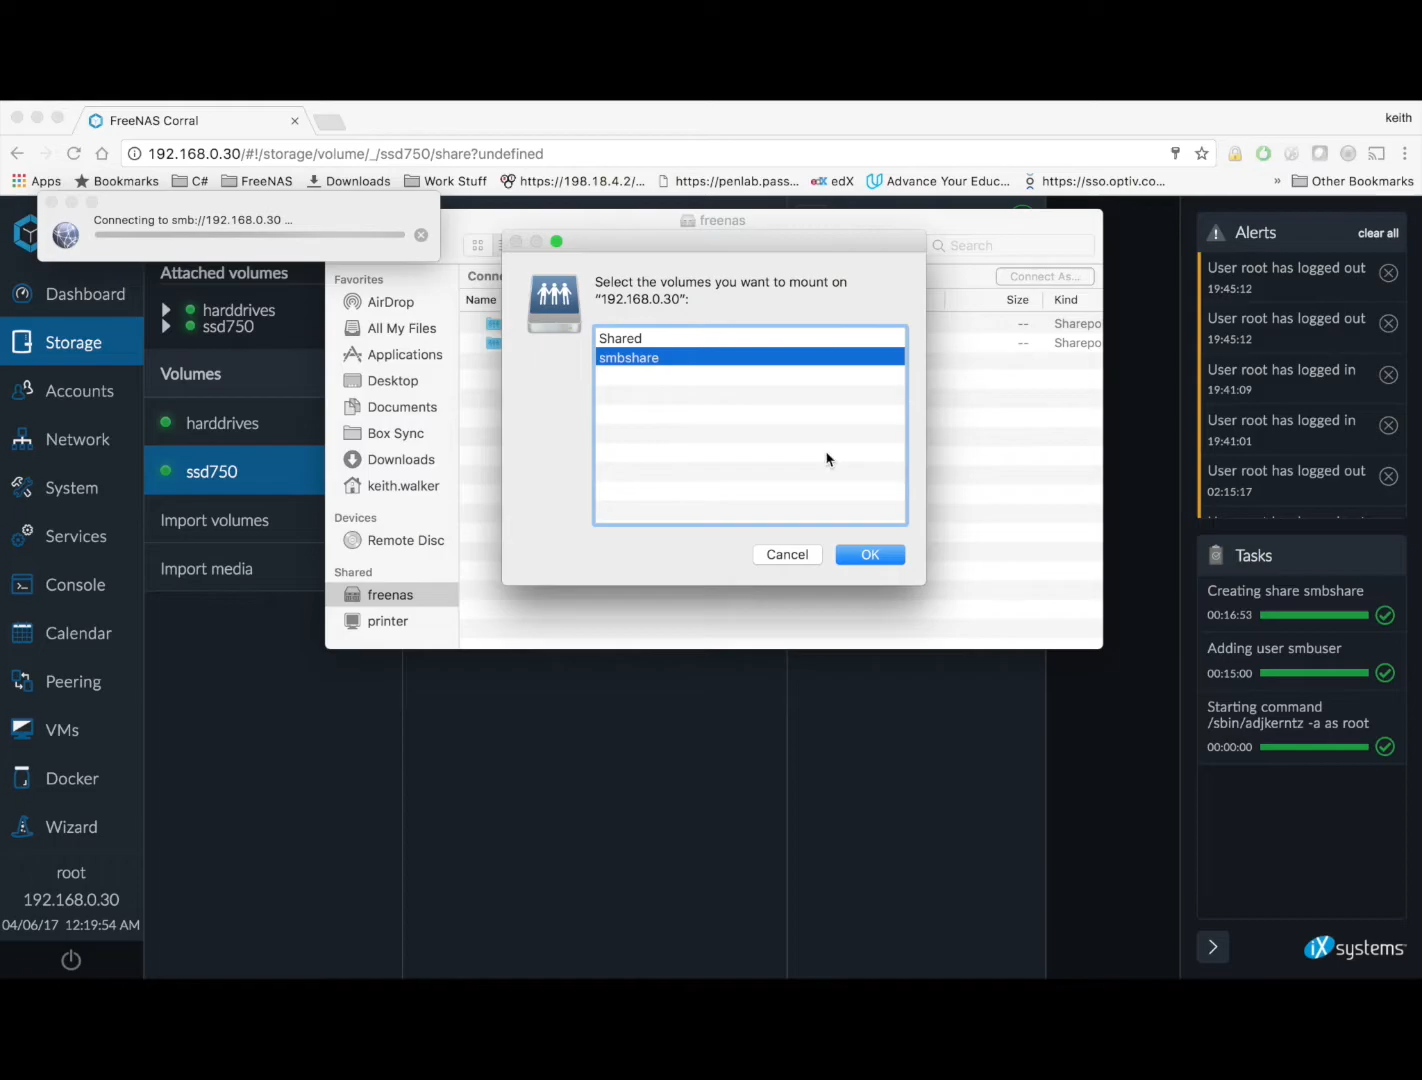 FreeNAS Corral
keith
192.168.0.30/#!/storage/volume/_/ssd750/share?undefined
Apps Bookmarks C# FreeNAS Downloads Work Stuff https://198.18.4.2/... https://penlab.pass... edX edX Advance Your Educ... https://sso.optiv.co... » Other Bookmarks
Connecting to smb://192.168.0.30 ...
Dashboard
Storage
Accounts
Network
System
Services
Console
Calendar
Peering
VMs
Docker
Wizard
root
192.168.0.30
04/06/17 12:19:54 AM
Attached volumes
harddrives
ssd750
Volumes
harddrives
ssd750
Import volumes
Import media
freenas
Search
Connect As...
Name
Size
Kind
--
Sharepo
--
Sharepo
Favorites
AirDrop
All My Files
Applications
Desktop
Documents
Box Sync
Downloads
keith.walker
Devices
Remote Disc
Shared
freenas
printer
Select the volumes you want to mount on
“192.168.0.30”:
Shared
smbshare
Cancel
OK
Alerts
clear all
User root has logged out
19:45:12
User root has logged out
19:45:12
User root has logged in
19:41:09
User root has logged in
19:41:01
User root has logged out
02:15:17
Tasks
Creating share smbshare
00:16:53
Adding user smbuser
00:15:00
Starting command
/sbin/adjkerntz -a as root
00:00:00
iXsystems